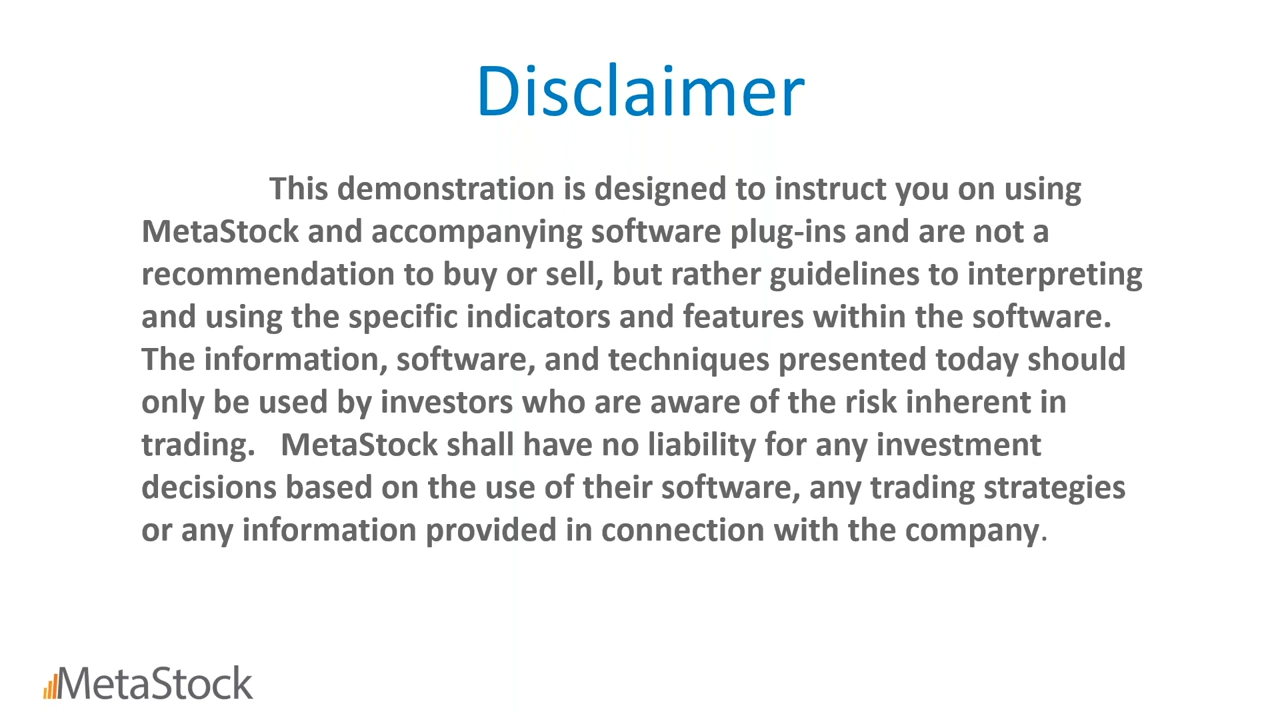 Disclaimer
This demonstration is designed to instruct you on using
MetaStock and accompanying software plug-ins and are not a
recommendation to buy or sell, but rather guidelines to interpreting
and using the specific indicators and features within the software.
The information, software, and techniques presented today should
only be used by investors who are aware of the risk inherent in
trading.   MetaStock shall have no liability for any investment
decisions based on the use of their software, any trading strategies
or any information provided in connection with the company.
MetaStock